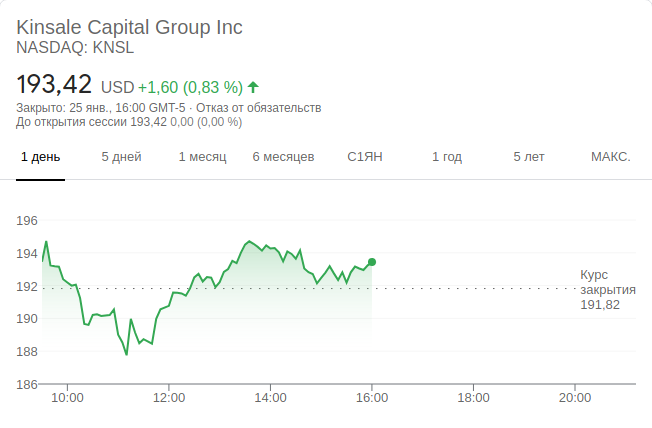 Kinsale Capital Group Inc
NASDAQ: KNSL
193,42 USD +1,60 (0,83 %)
Закрыто: 25 янв., 16:00 GMT-5 · Отказ от обязательств
До открытия сессии 193,42 0,00 (0,00 %)
1 день 5 дней 1 месяц 6 месяцев С1ЯН 1 год 5 лет МАКС.
196
194
192
190
188
186
Курс
закрытия
191,82
10:00 12:00 14:00 16:00 18:00 20:00